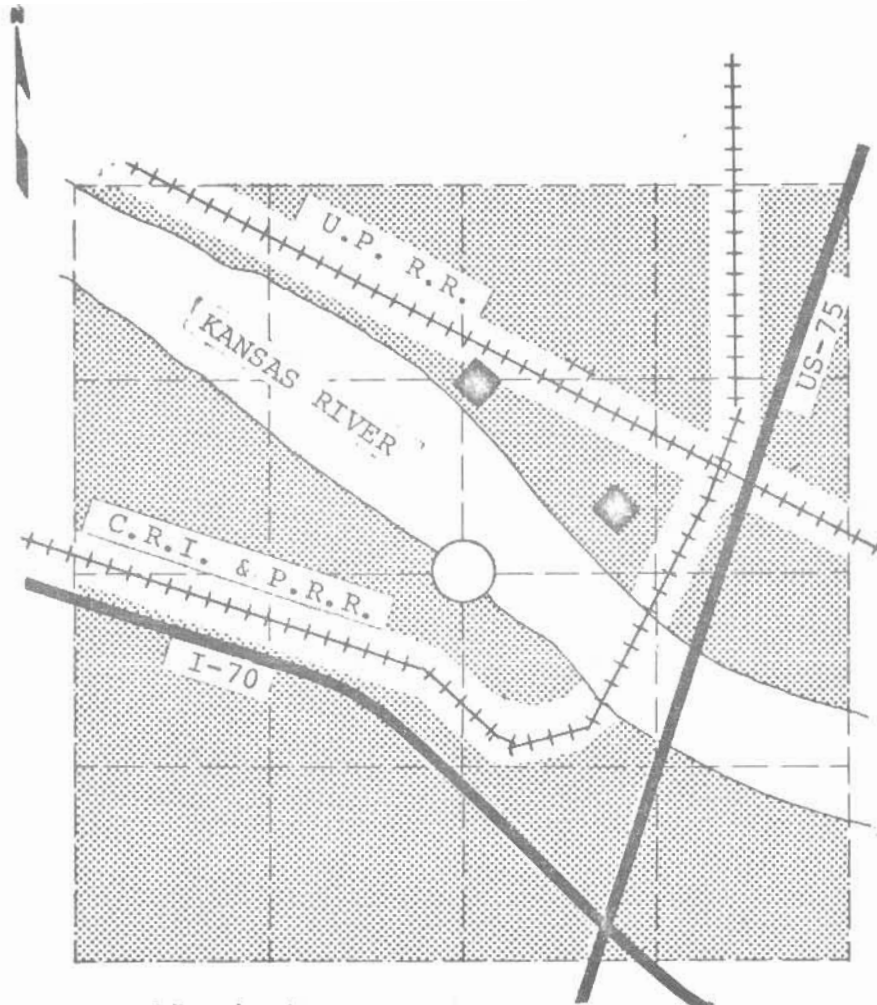 N
U.P. R.R.
KANSAS RIVER
US-75
C.R.I. & P.R.R.
I-70